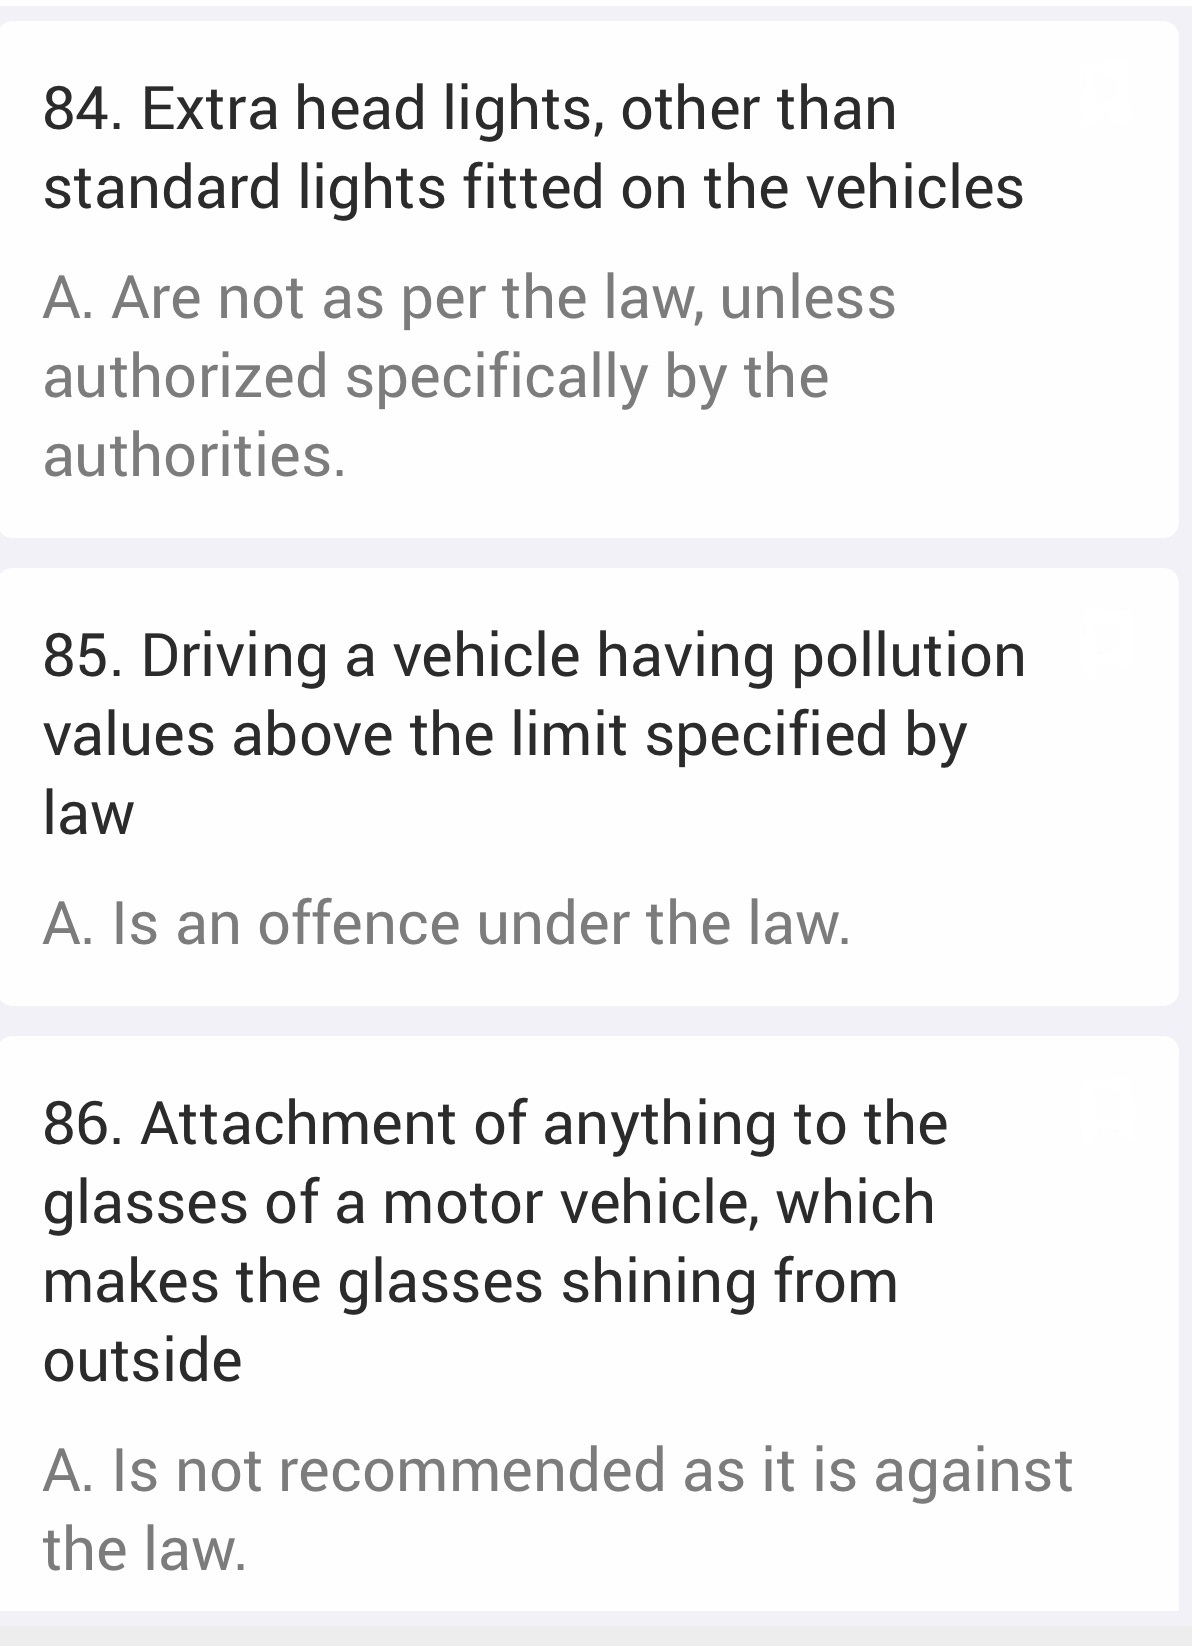 84. Extra head lights, other than
standard lights fitted on the vehicles
A. Are not as per the law, unless
authorized specifically by the
authorities.
85. Driving a vehicle having pollution
values above the limit specified by
law
A. Is an offence under the law.
86. Attachment of anything to the
glasses of a motor vehicle, which
makes the glasses shining from
outside
A. Is not recommended as it is against
the law.